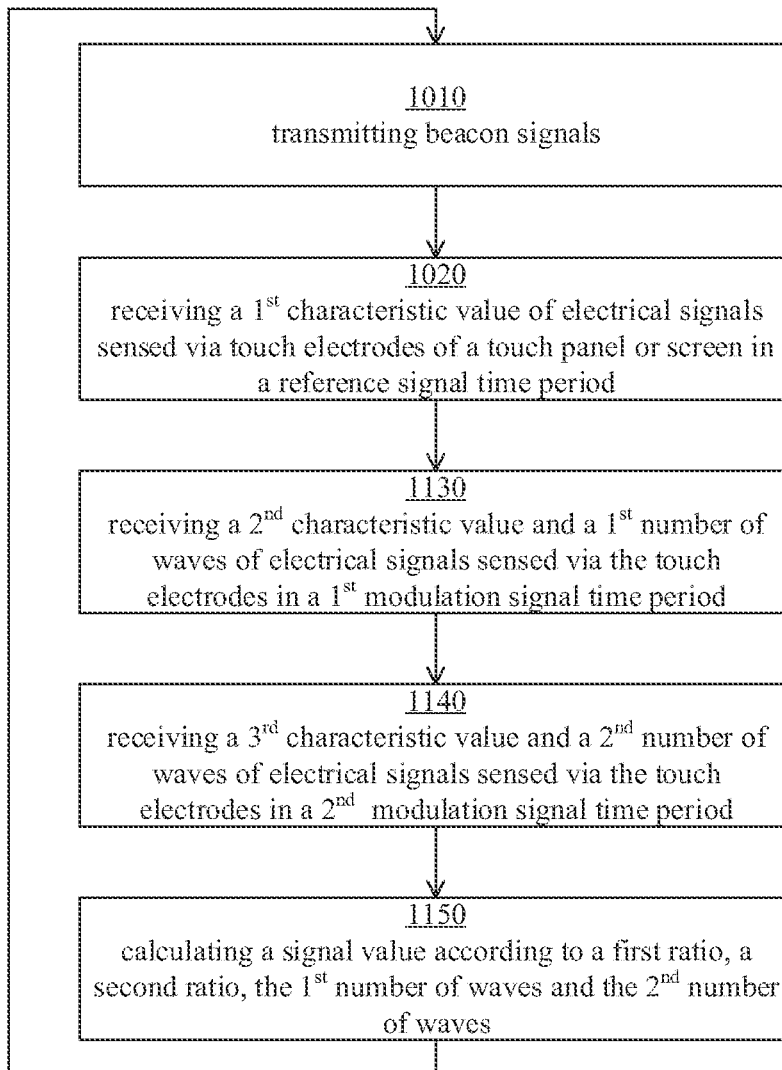 1010
transmitting beacon signals
1020
receiving a 1st characteristic value of electrical signals
sensed via touch electrodes of a touch panel or screen in
a reference signal time period
1130
receiving a 2nd characteristic value and a 1st number of
waves of electrical signals sensed via the touch
electrodes in a 1st modulation signal time period
1140
receiving a 3rd characteristic value and a 2nd number of
waves of electrical signals sensed via the touch
electrodes in a 2nd modulation signal time period
1150
calculating a signal value according to a first ratio, a
second ratio, the 1st number of waves and the 2nd number
of waves